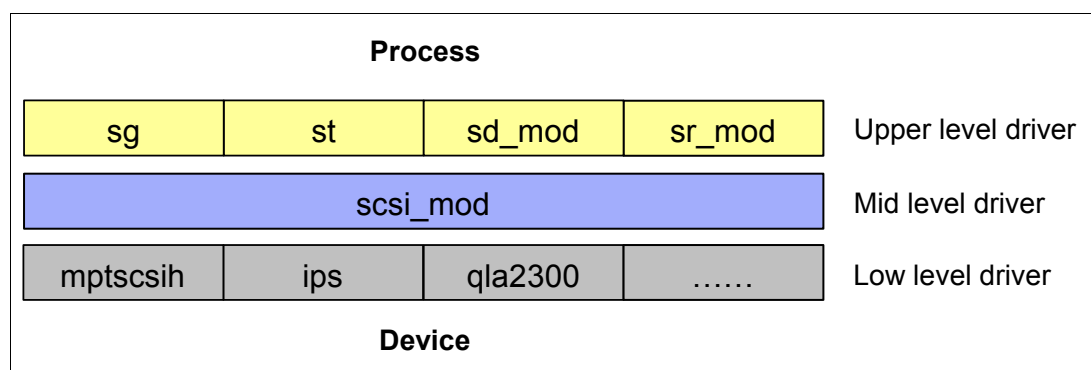 Process
sg st sd_mod sr_mod Upper level driver
scsi_mod Mid level driver
mptscsih ips qla2300 ...... Low level driver
Device